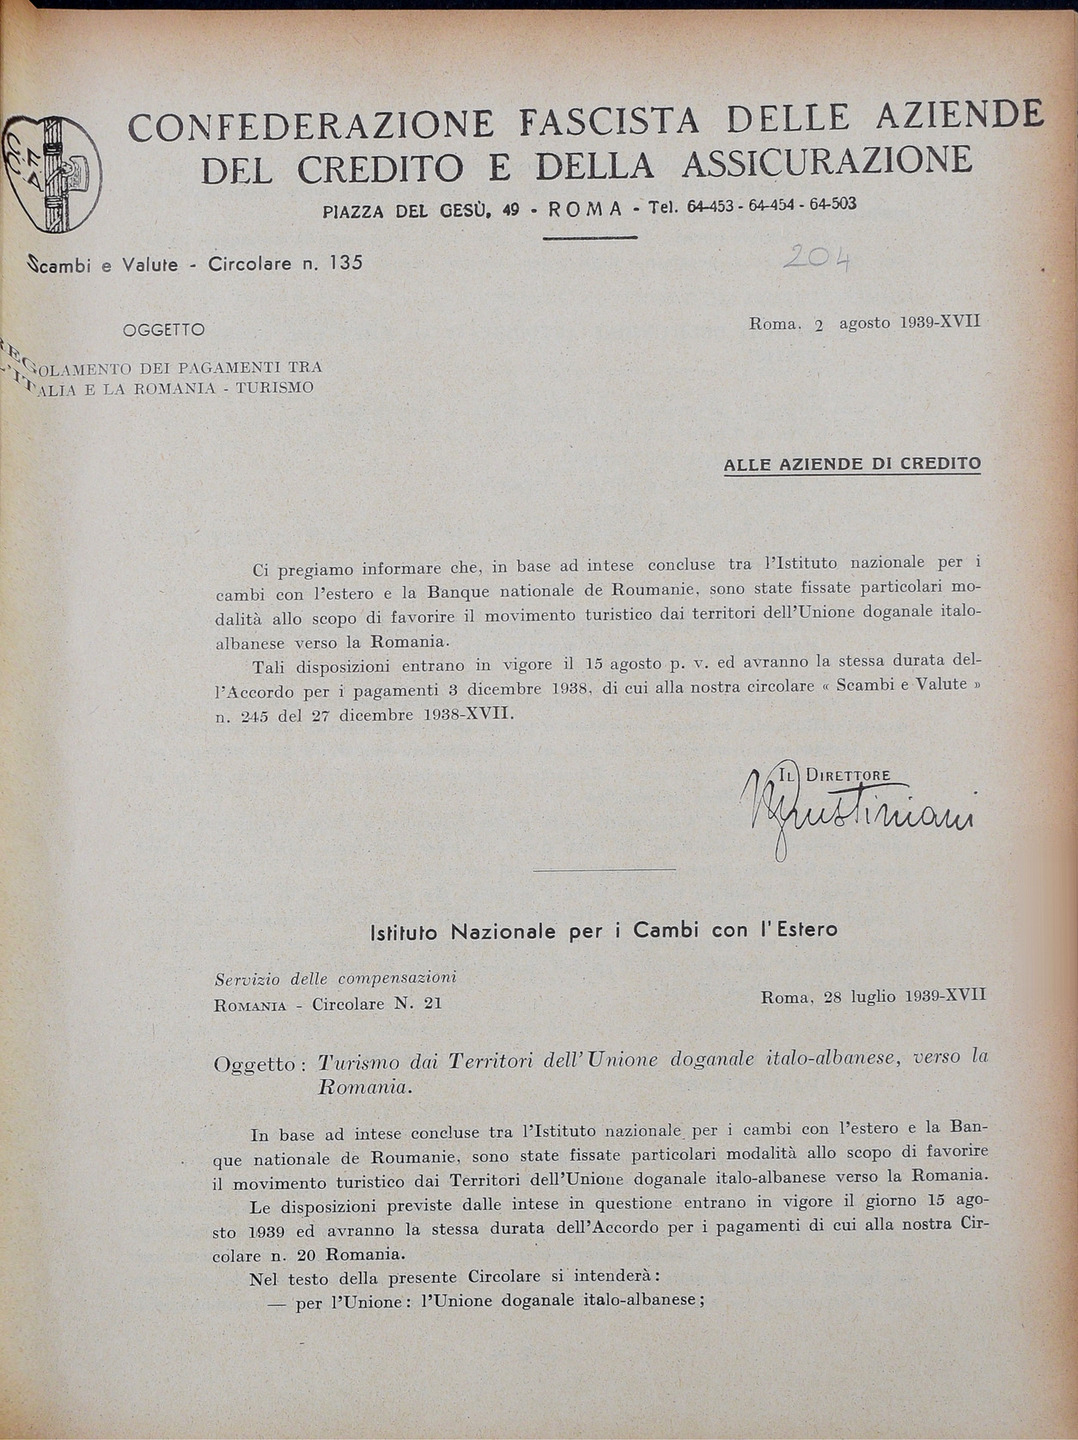 CONFEDERAZIONE FASCISTA DELLE AZIENDE
DEL CREDITO E DELLA ASSICURAZIONE
PIAZZA DEL GESÙ, 49 - ROMA - Tel. 64-453 - 64-454 - 64-503
Scambi e Valute - Circolare n. 135
204
OGGETTO
Roma, 2 agosto 1939-XVII
REGOLAMENTO DEI PAGAMENTI TRA
L'ITALIA E LA ROMANIA - TURISMO
ALLE AZIENDE DI CREDITO
Ci pregiamo informare che, in base ad intese concluse tra l'Istituto nazionale per i
cambi con l'estero e la Banque nationale de Roumanie, sono state fissate particolari mo-
dalità allo scopo di favorire il movimento turistico dai territori dell'Unione doganale italo-
albanese verso la Romania.
Tali disposizioni entrano in vigore il 15 agosto p. v. ed avranno la stessa durata del-
l'Accordo per i pagamenti 3 dicembre 1938, di cui alla nostra circolare « Scambi e Valute »
n. 245 del 27 dicembre 1938-XVII.
IL DIRETTORE
Giustiniani
Istituto Nazionale per i Cambi con l'Estero
Servizio delle compensazioni
ROMANIA - Circolare N. 21
Roma, 28 luglio 1939-XVII
Oggetto : Turismo dai Territori dell'Unione doganale italo-albanese, verso la
Romania.
In base ad intese concluse tra l'Istituto nazionale per i cambi con l'estero e la Ban-
que nationale de Roumanie, sono state fissate particolari modalità allo scopo di favorire
il movimento turistico dai Territori dell'Unione doganale italo-albanese verso la Romania.
Le disposizioni previste dalle intese in questione entrano in vigore il giorno 15 ago-
sto 1939 ed avranno la stessa durata dell'Accordo per i pagamenti di cui alla nostra Cir-
colare n. 20 Romania.
Nel testo della presente Circolare si intenderà :
— per l'Unione : l'Unione doganale italo-albanese ;